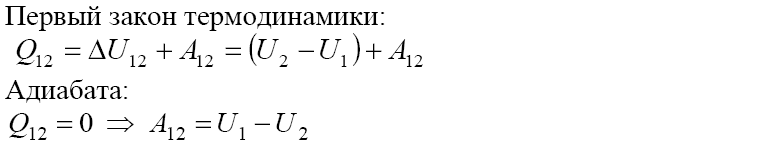 Первый закон термодинамики:
Q₁₂ = ΔU₁₂ + A₁₂ = (U₂ − U₁) + A₁₂
Адиабата:
Q₁₂ = 0 ⇒ A₁₂ = U₁ − U₂